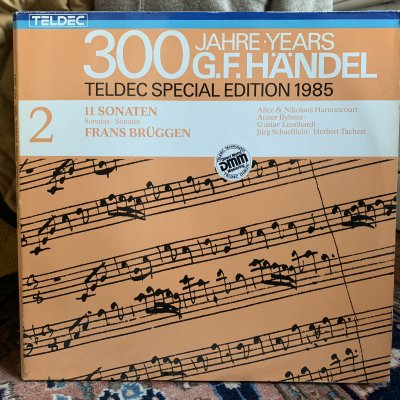 TELDEC
300 JAHRE·YEARS
G.F. HÄNDEL
TELDEC SPECIAL EDITION 1985
2
11 SONATEN
Sonatas · Sonates
FRANS BRÜGGEN
Alice & Nikolaus Harnoncourt
Anner Bylsma
Gustav Leonhardt
Jürg Schaeftlein · Herbert Tachezi
DMM